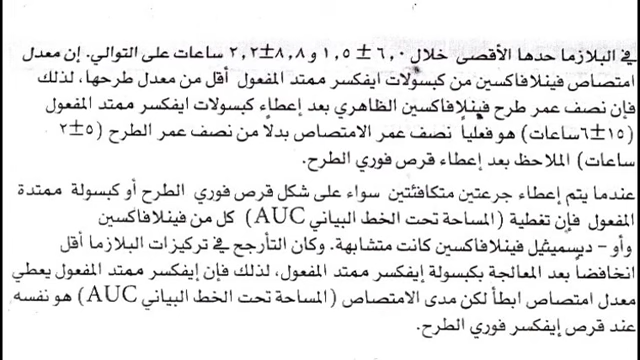 في البلازما حدها الأقصى خلال ٦,٠ ± ١,٥ و ٨,٨±٢,٢ ساعات على التوالي. إن معدل
امتصاص فينلافاكسين من كبسولات ايفكسر ممتد المفعول أقل من معدل طرحها، لذلك
فإن نصف عمر طرح فينلافاكسين الظاهري بعد إعطاء كبسولات ايفكسر ممتد المفعول
(١٥±٦ساعات) هو فعلياً نصف عمر الامتصاص بدلاً من نصف عمر الطرح (٥±٢
ساعات) الملاحظ بعد إعطاء قرص فوري الطرح.
عندما يتم إعطاء جرعتين متكافئتين سواء على شكل قرص فوري الطرح أو كبسولة ممتدة
المفعول فإن تغطية (المساحة تحت الخط البياني AUC) كل من فينلافاكسين
وأو - ديسميثيل فينلافاكسين كانت متشابهة. وكان التأرجح في تركيزات البلازما أقل
انخفاضاً بعد المعالجة بكبسولة إيفكسر ممتد المفعول، لذلك فإن إيفكسر ممتد المفعول يعطي
معدل امتصاص ابطأ لكن مدى الامتصاص (المساحة تحت الخط البياني AUC) هو نفسه
عند قرص إيفكسر فوري الطرح.